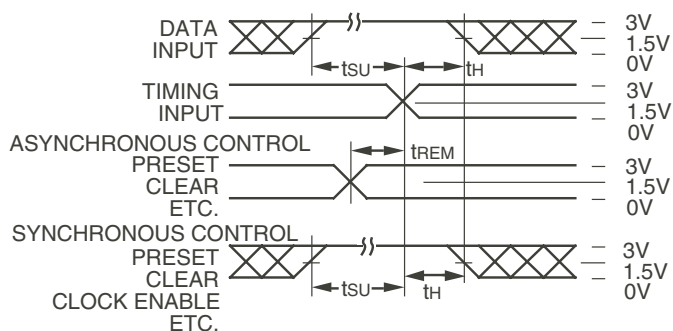 DATA INPUT
3V
1.5V
0V
tSU
tH
TIMING INPUT
3V
1.5V
0V
ASYNCHRONOUS CONTROL
PRESET
CLEAR
ETC.
tREM
3V
1.5V
0V
SYNCHRONOUS CONTROL
PRESET
CLEAR
CLOCK ENABLE
ETC.
tSU
tH
3V
1.5V
0V